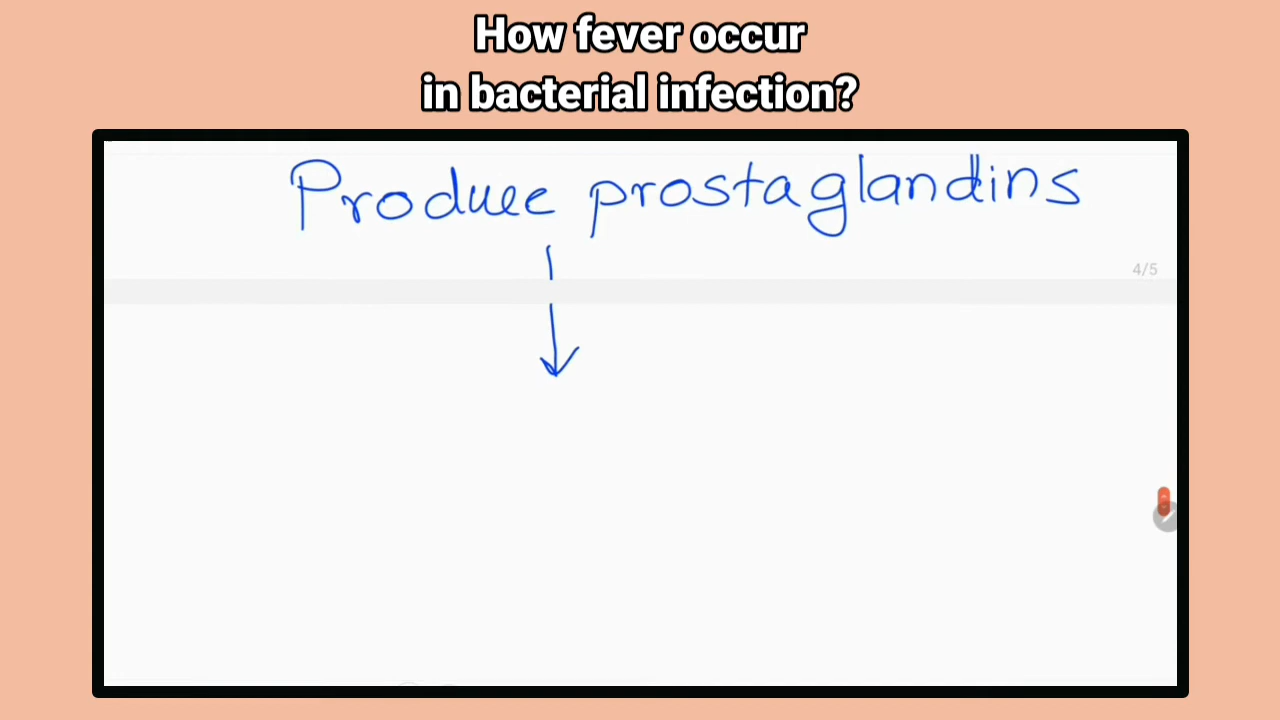 How fever occur
in bacterial infection?
Produce prostaglandins
4/5